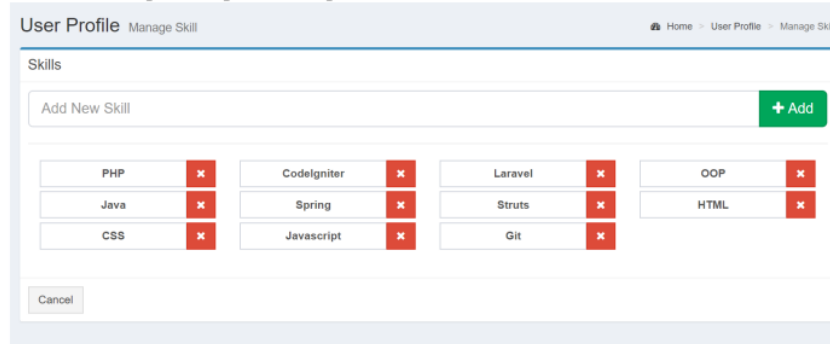 User Profile Manage Skill
Home > User Profile > Manage Ski
Skills
Add New Skill
+ Add
PHP
CodeIgniter
Laravel
OOP
Java
Spring
Struts
HTML
CSS
Javascript
Git
Cancel